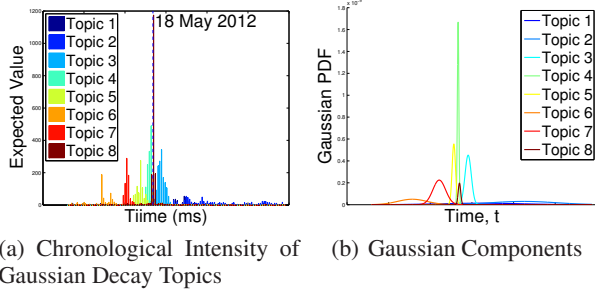 18 May 2012
1200
1000
800
600
400
200
0
Expected Value
Topic 1
Topic 2
Topic 3
Topic 4
Topic 5
Topic 6
Topic 7
Topic 8
Tiime (ms)
(a) Chronological Intensity of
Gaussian Decay Topics
1.8
1.6
1.4
1.2
1
0.8
0.6
0.4
0.2
0
Gaussian PDF
Topic 1
Topic 2
Topic 3
Topic 4
Topic 5
Topic 6
Topic 7
Topic 8
Time, t
(b) Gaussian Components